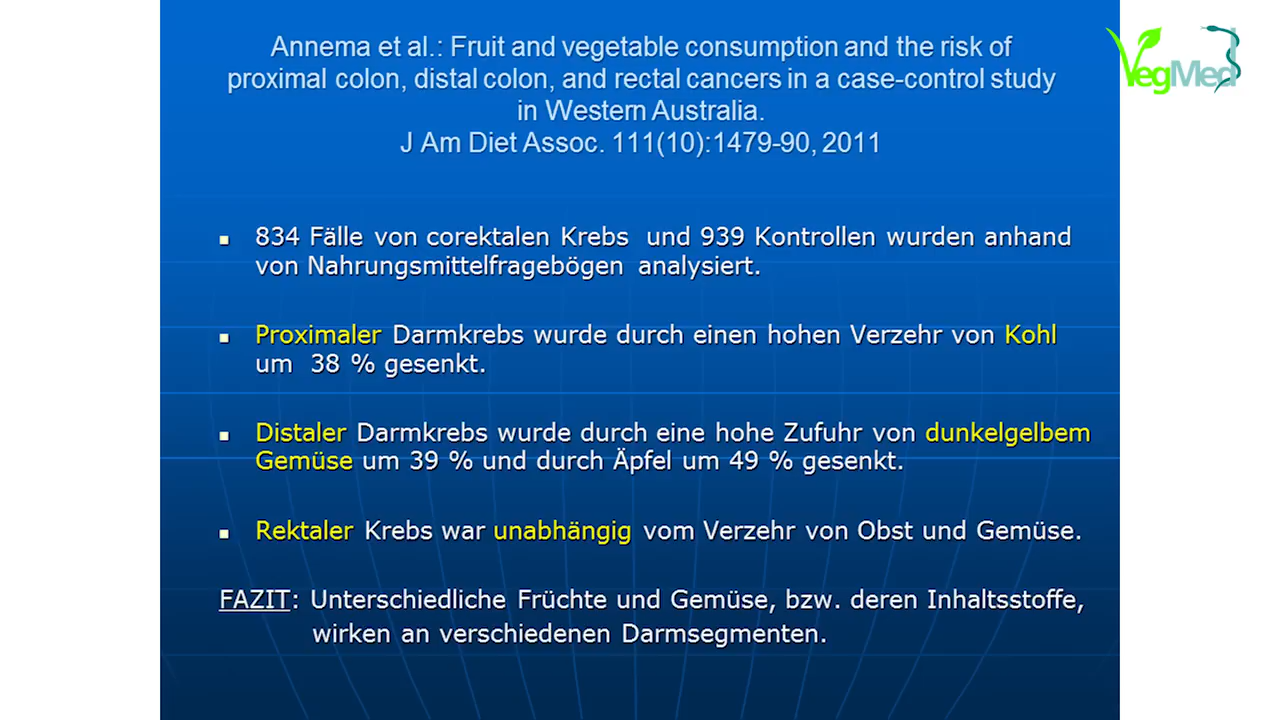 Annema et al.: Fruit and vegetable consumption and the risk of
proximal colon, distal colon, and rectal cancers in a case-control study
in Western Australia.
J Am Diet Assoc. 111(10):1479-90, 2011
VegMed
834 Fälle von corektalen Krebs und 939 Kontrollen wurden anhand
von Nahrungsmittelfragebögen analysiert.
Proximaler Darmkrebs wurde durch einen hohen Verzehr von Kohl
um 38 % gesenkt.
Distaler Darmkrebs wurde durch eine hohe Zufuhr von dunkelgelbem
Gemüse um 39 % und durch Äpfel um 49 % gesenkt.
Rektaler Krebs war unabhängig vom Verzehr von Obst und Gemüse.
FAZIT: Unterschiedliche Früchte und Gemüse, bzw. deren Inhaltsstoffe,
wirken an verschiedenen Darmsegmenten.